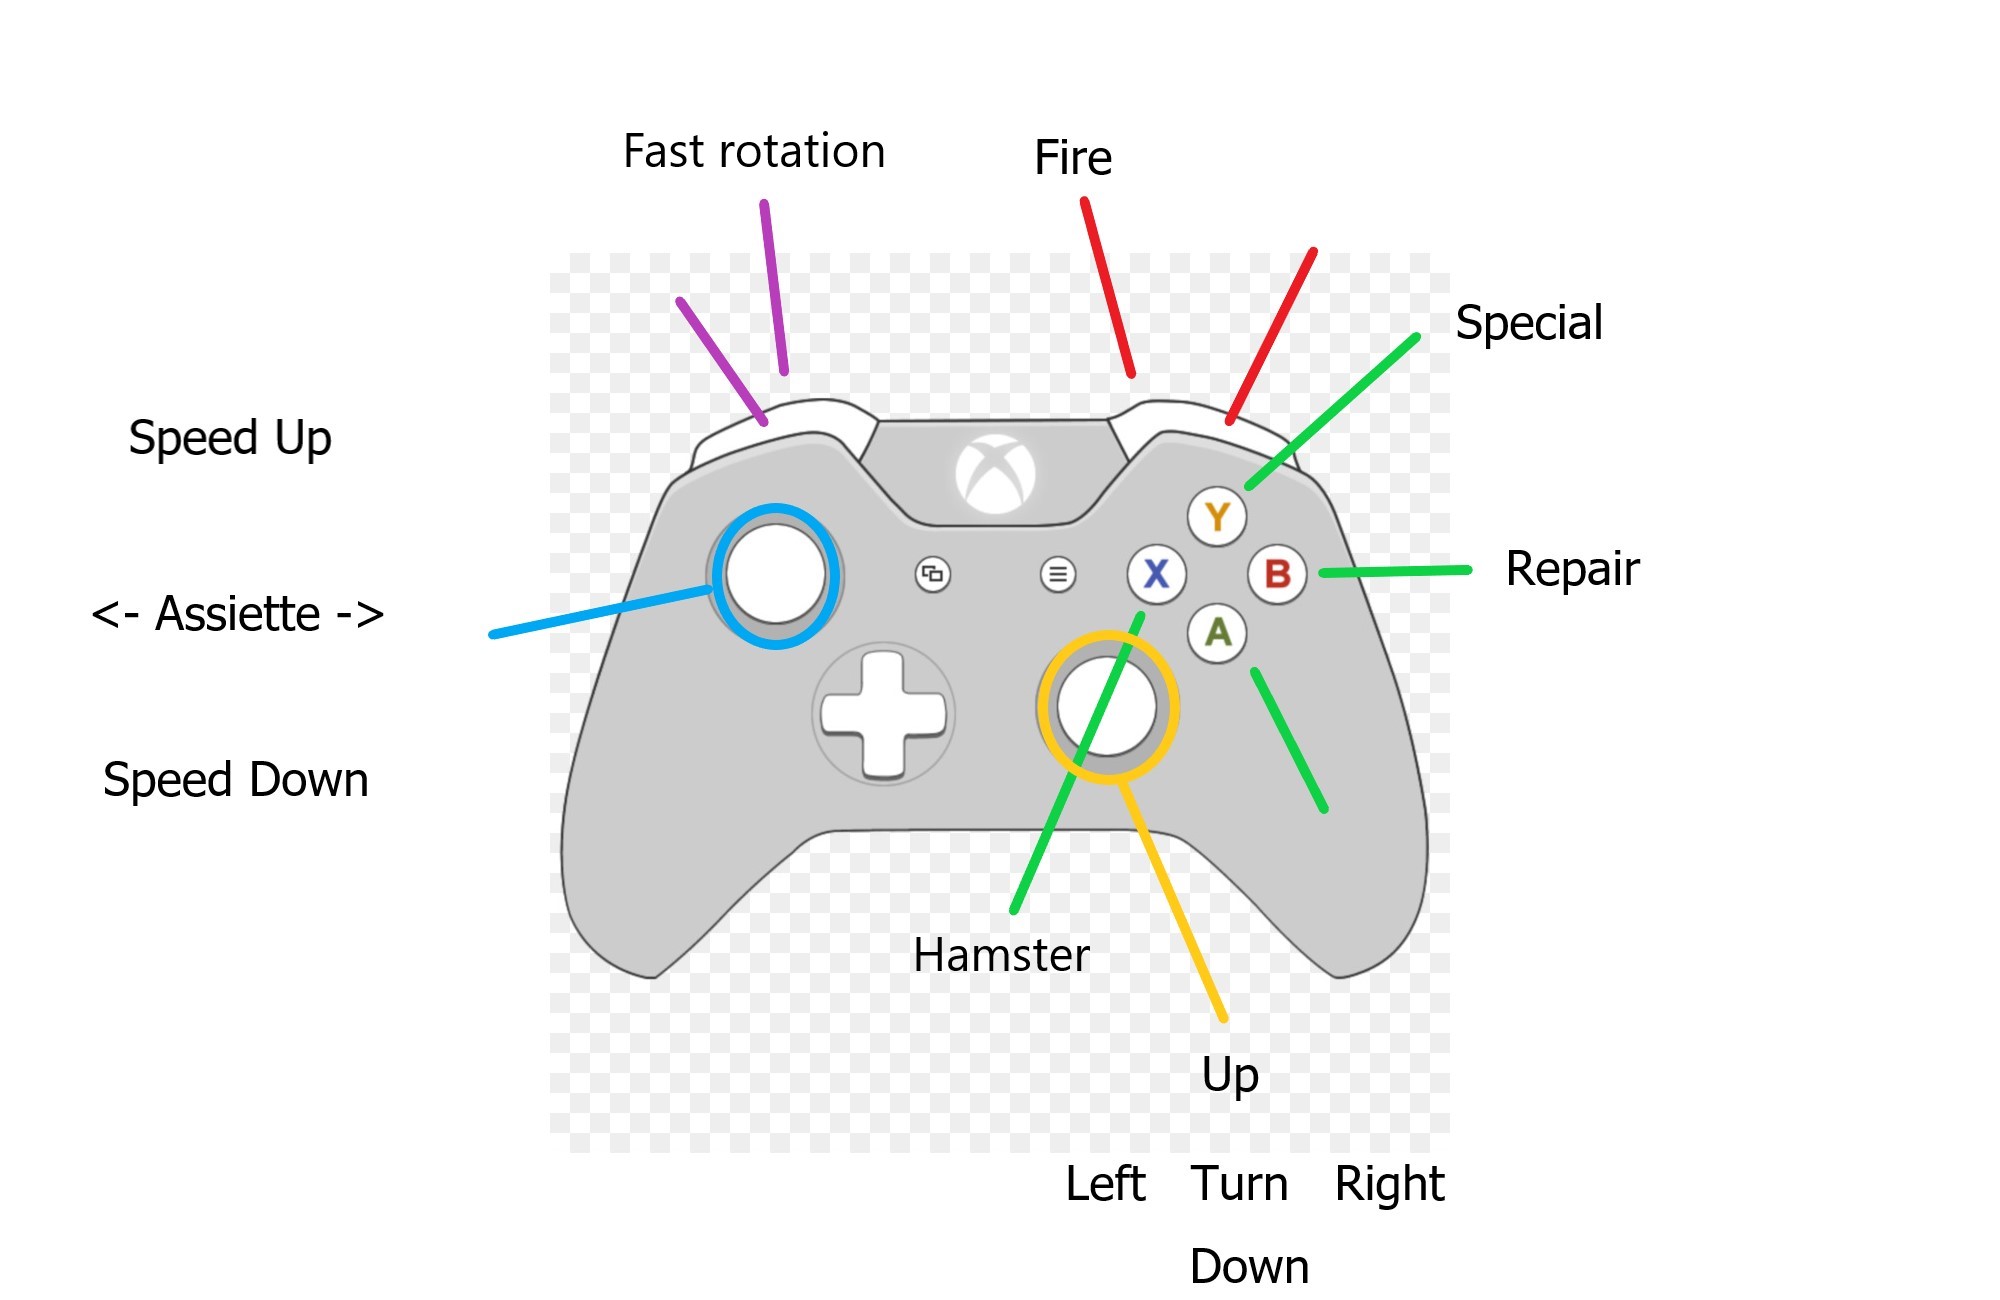 Fast rotation
Fire
Special
Speed Up
Y
Repair
X
B
<- Assiette ->
A
Speed Down
Hamster
Up
Left Turn Right
Down